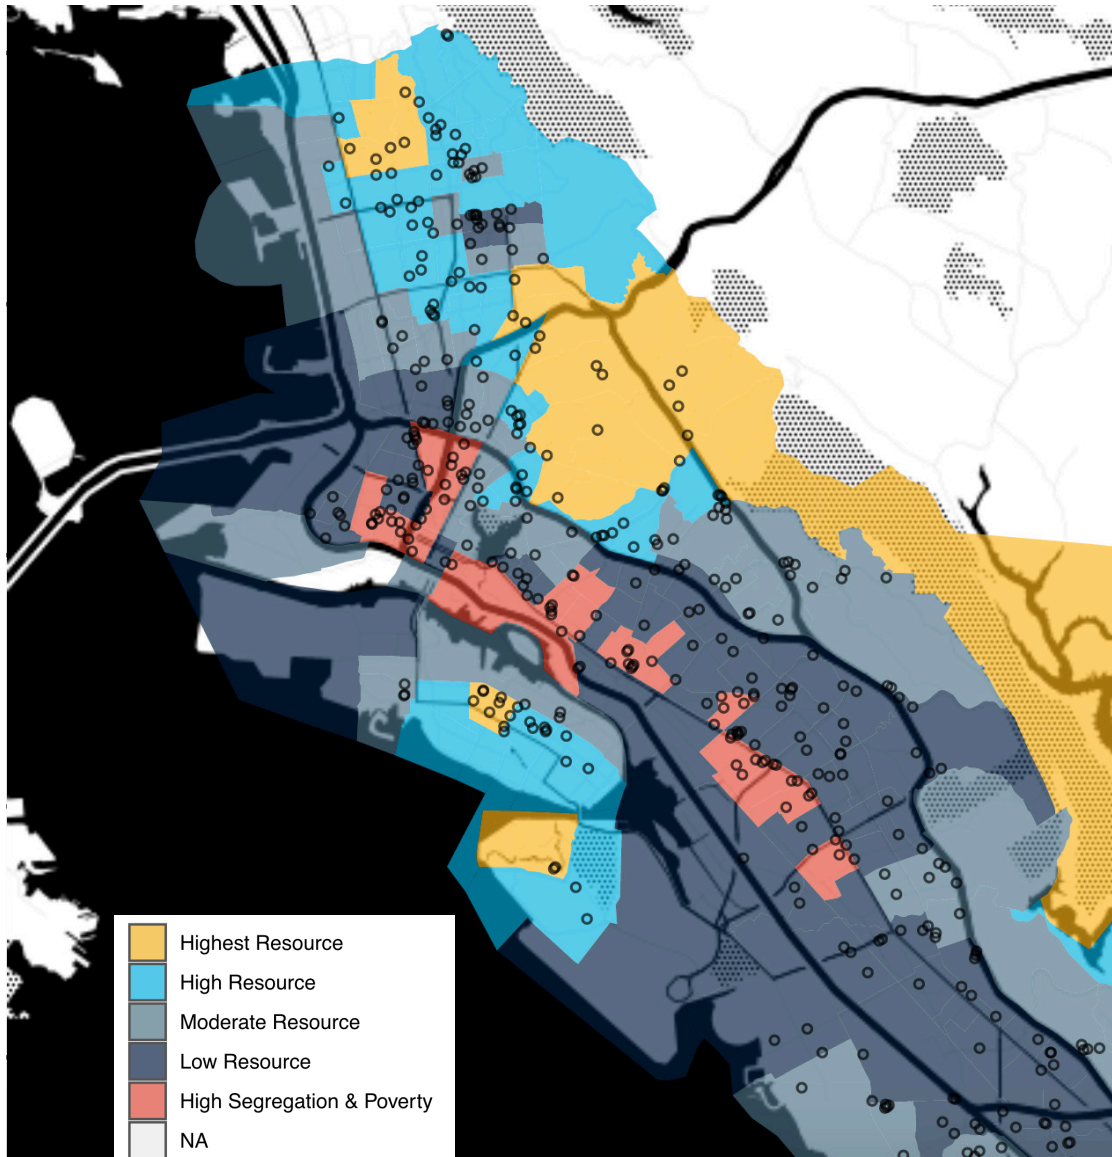 Highest Resource
High Resource
Moderate Resource
Low Resource
High Segregation & Poverty
NA